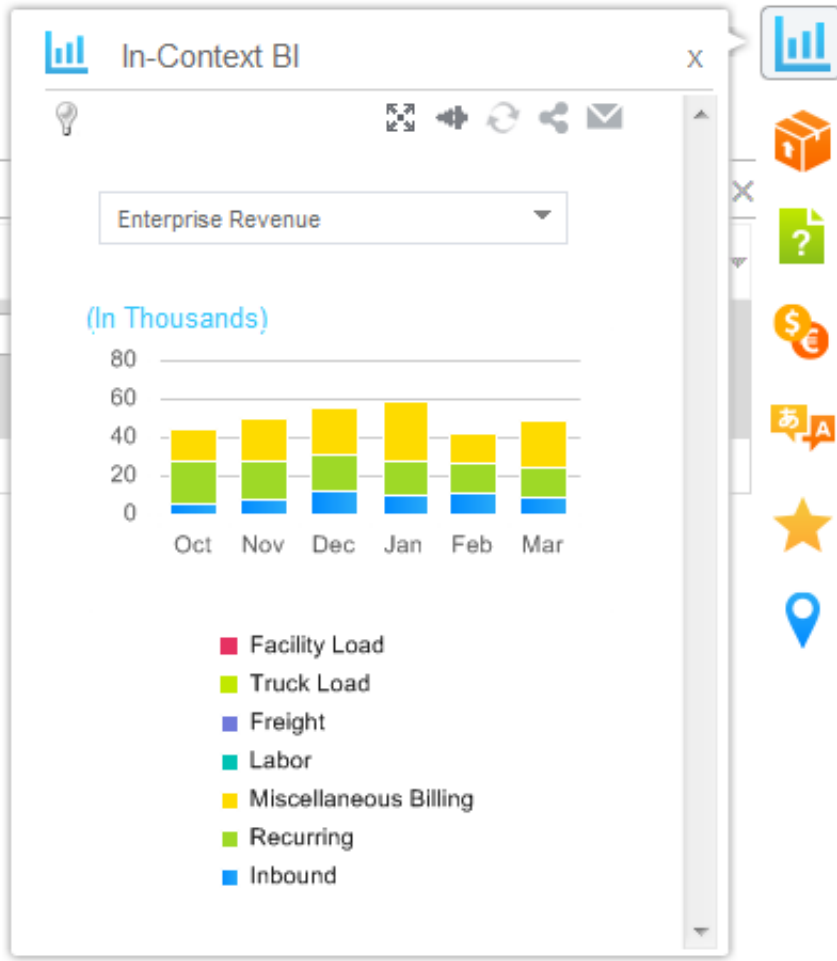 In-Context BI
x
Enterprise Revenue
(In Thousands)
80
60
40
20
0
Oct Nov Dec Jan Feb Mar
Facility Load
Truck Load
Freight
Labor
Miscellaneous Billing
Recurring
Inbound
?
$
€
あ
A